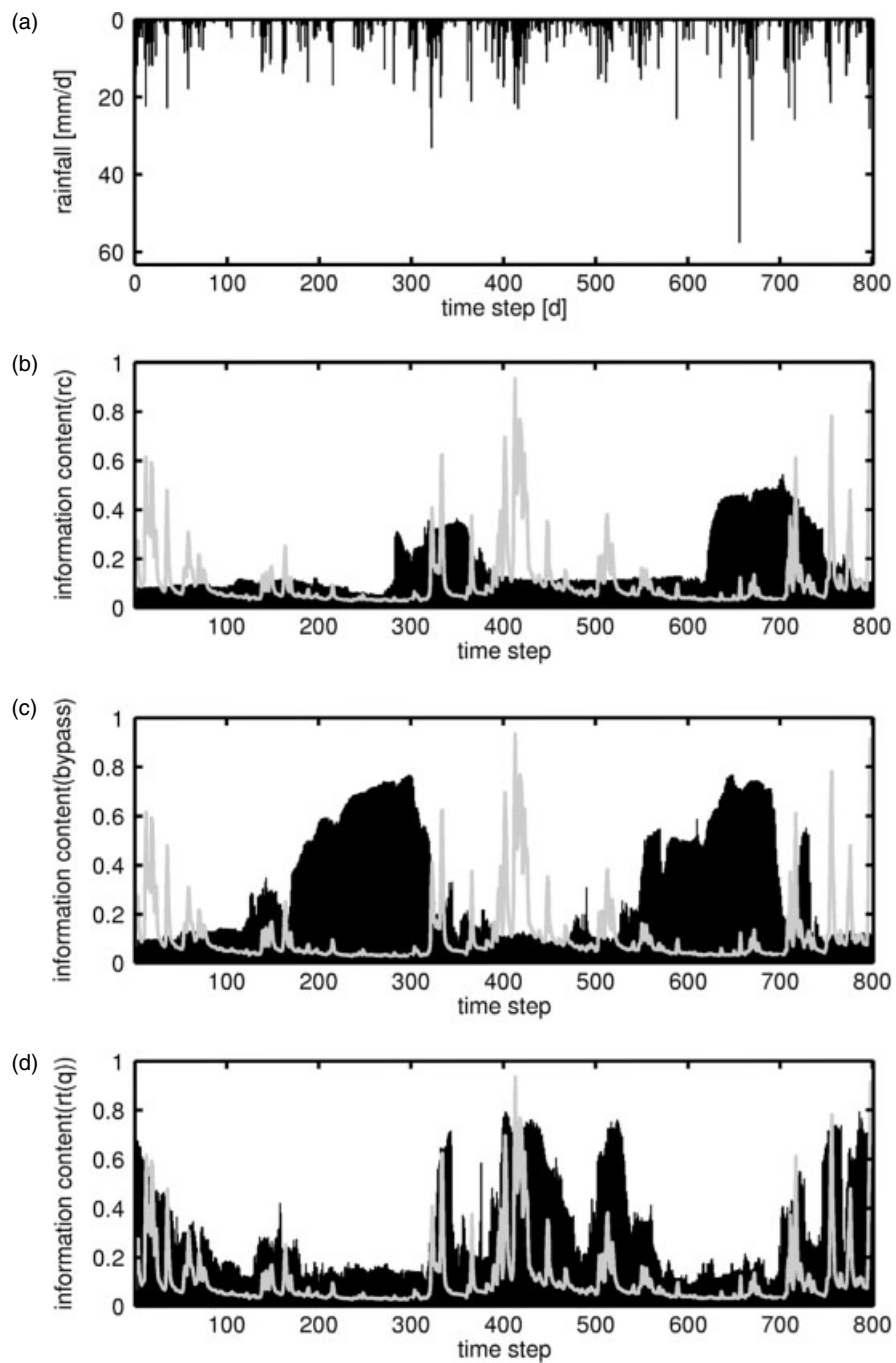 (a)
rainfall [mm/d]
0
20
40
60
0 100 200 300 400 500 600 700 800
time step [d]
(b)
information content(rc)
1
0.8
0.6
0.4
0.2
0
100 200 300 400 500 600 700 800
time step
(c)
information content(bypass)
1
0.8
0.6
0.4
0.2
0
100 200 300 400 500 600 700 800
time step
(d)
information content(rt(q))
1
0.8
0.6
0.4
0.2
0
100 200 300 400 500 600 700 800
time step